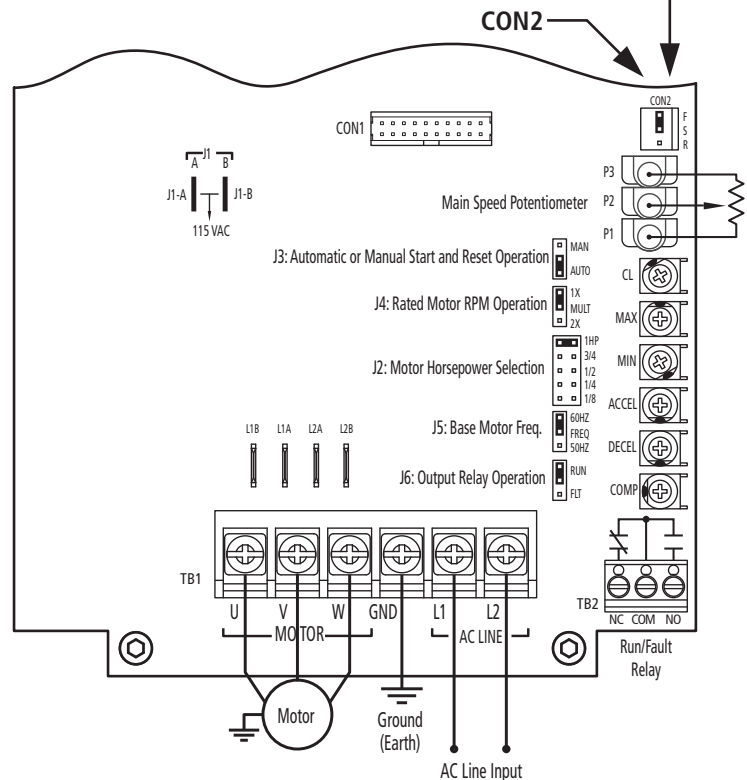 CON2
CON2
F
S
R
CON1
J1
A B
J1-A J1-B
115 VAC
P3
Main Speed Potentiometer P2
P1
J3: Automatic or Manual Start and Reset Operation
MAN
AUTO
CL
J4: Rated Motor RPM Operation
1X
MULT
2X
MAX
J2: Motor Horsepower Selection
1HP
3/4
1/2
1/4
1/8
MIN
ACCEL
J5: Base Motor Freq.
60HZ
FREQ
50HZ
DECEL
J6: Output Relay Operation
RUN
FLT
COMP
L1B L1A L2A L2B
TB1
U V W GND L1 L2
MOTOR AC LINE
TB2
NC COM NO
Run/Fault
Relay
Motor
Ground
(Earth)
AC Line Input